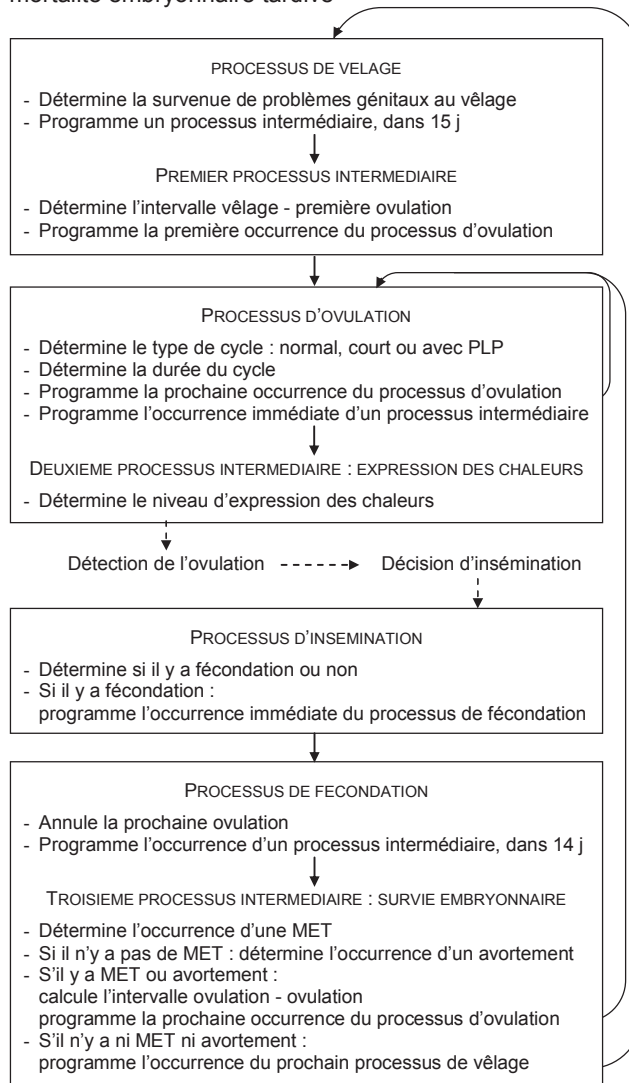 mortalité embryonnaire tardive
PROCESSUS DE VELAGE
- Détermine la survenue de problèmes génitaux au vêlage
- Programme un processus intermédiaire, dans 15 j
PREMIER PROCESSUS INTERMEDIAIRE
- Détermine l'intervalle vêlage - première ovulation
- Programme la première occurrence du processus d'ovulation
PROCESSUS D'OVULATION
- Détermine le type de cycle : normal, court ou avec PLP
- Détermine la durée du cycle
- Programme la prochaine occurrence du processus d'ovulation
- Programme l'occurrence immédiate d'un processus intermédiaire
DEUXIEME PROCESSUS INTERMEDIAIRE : EXPRESSION DES CHALEURS
- Détermine le niveau d'expression des chaleurs
Détection de l'ovulation Décision d'insémination
PROCESSUS D'INSEMINATION
- Détermine si il y a fécondation ou non
- Si il y a fécondation :
programme l'occurrence immédiate du processus de fécondation
PROCESSUS DE FECONDATION
- Annule la prochaine ovulation
- Programme l'occurrence d'un processus intermédiaire, dans 14 j
TROISIEME PROCESSUS INTERMEDIAIRE : SURVIE EMBRYONNAIRE
- Détermine l'occurrence d'une MET
- Si il n'y a pas de MET : détermine l'occurrence d'un avortement
- S'il y a MET ou avortement :
calcule l'intervalle ovulation - ovulation
programme la prochaine occurrence du processus d'ovulation
- S'il n'y a ni MET ni avortement :
programme l'occurrence du prochain processus de vêlage